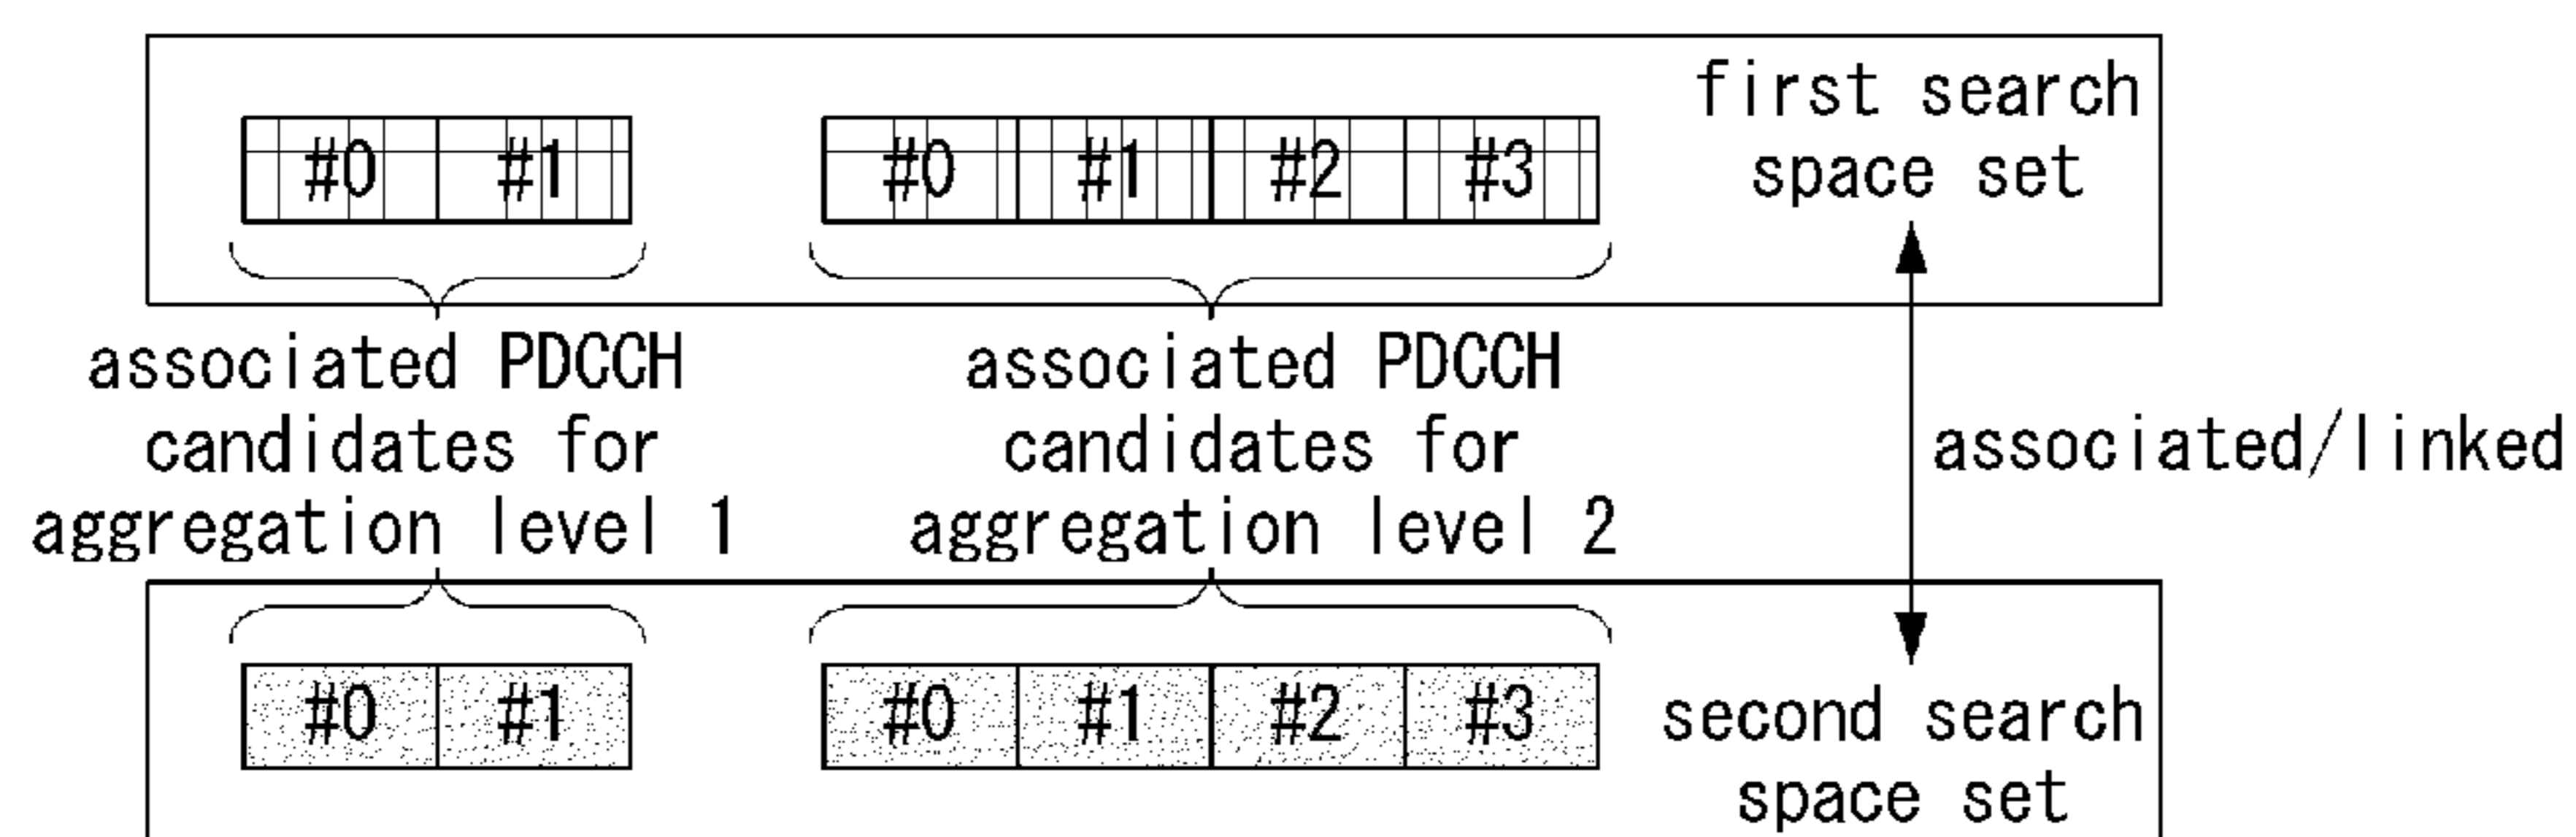 #0 #1 #0 #1 #2 #3
first search
space set
associated PDCCH
candidates for
aggregation level 1
associated PDCCH
candidates for
aggregation level 2
associated/linked
#0 #1 #0 #1 #2 #3
second search
space set